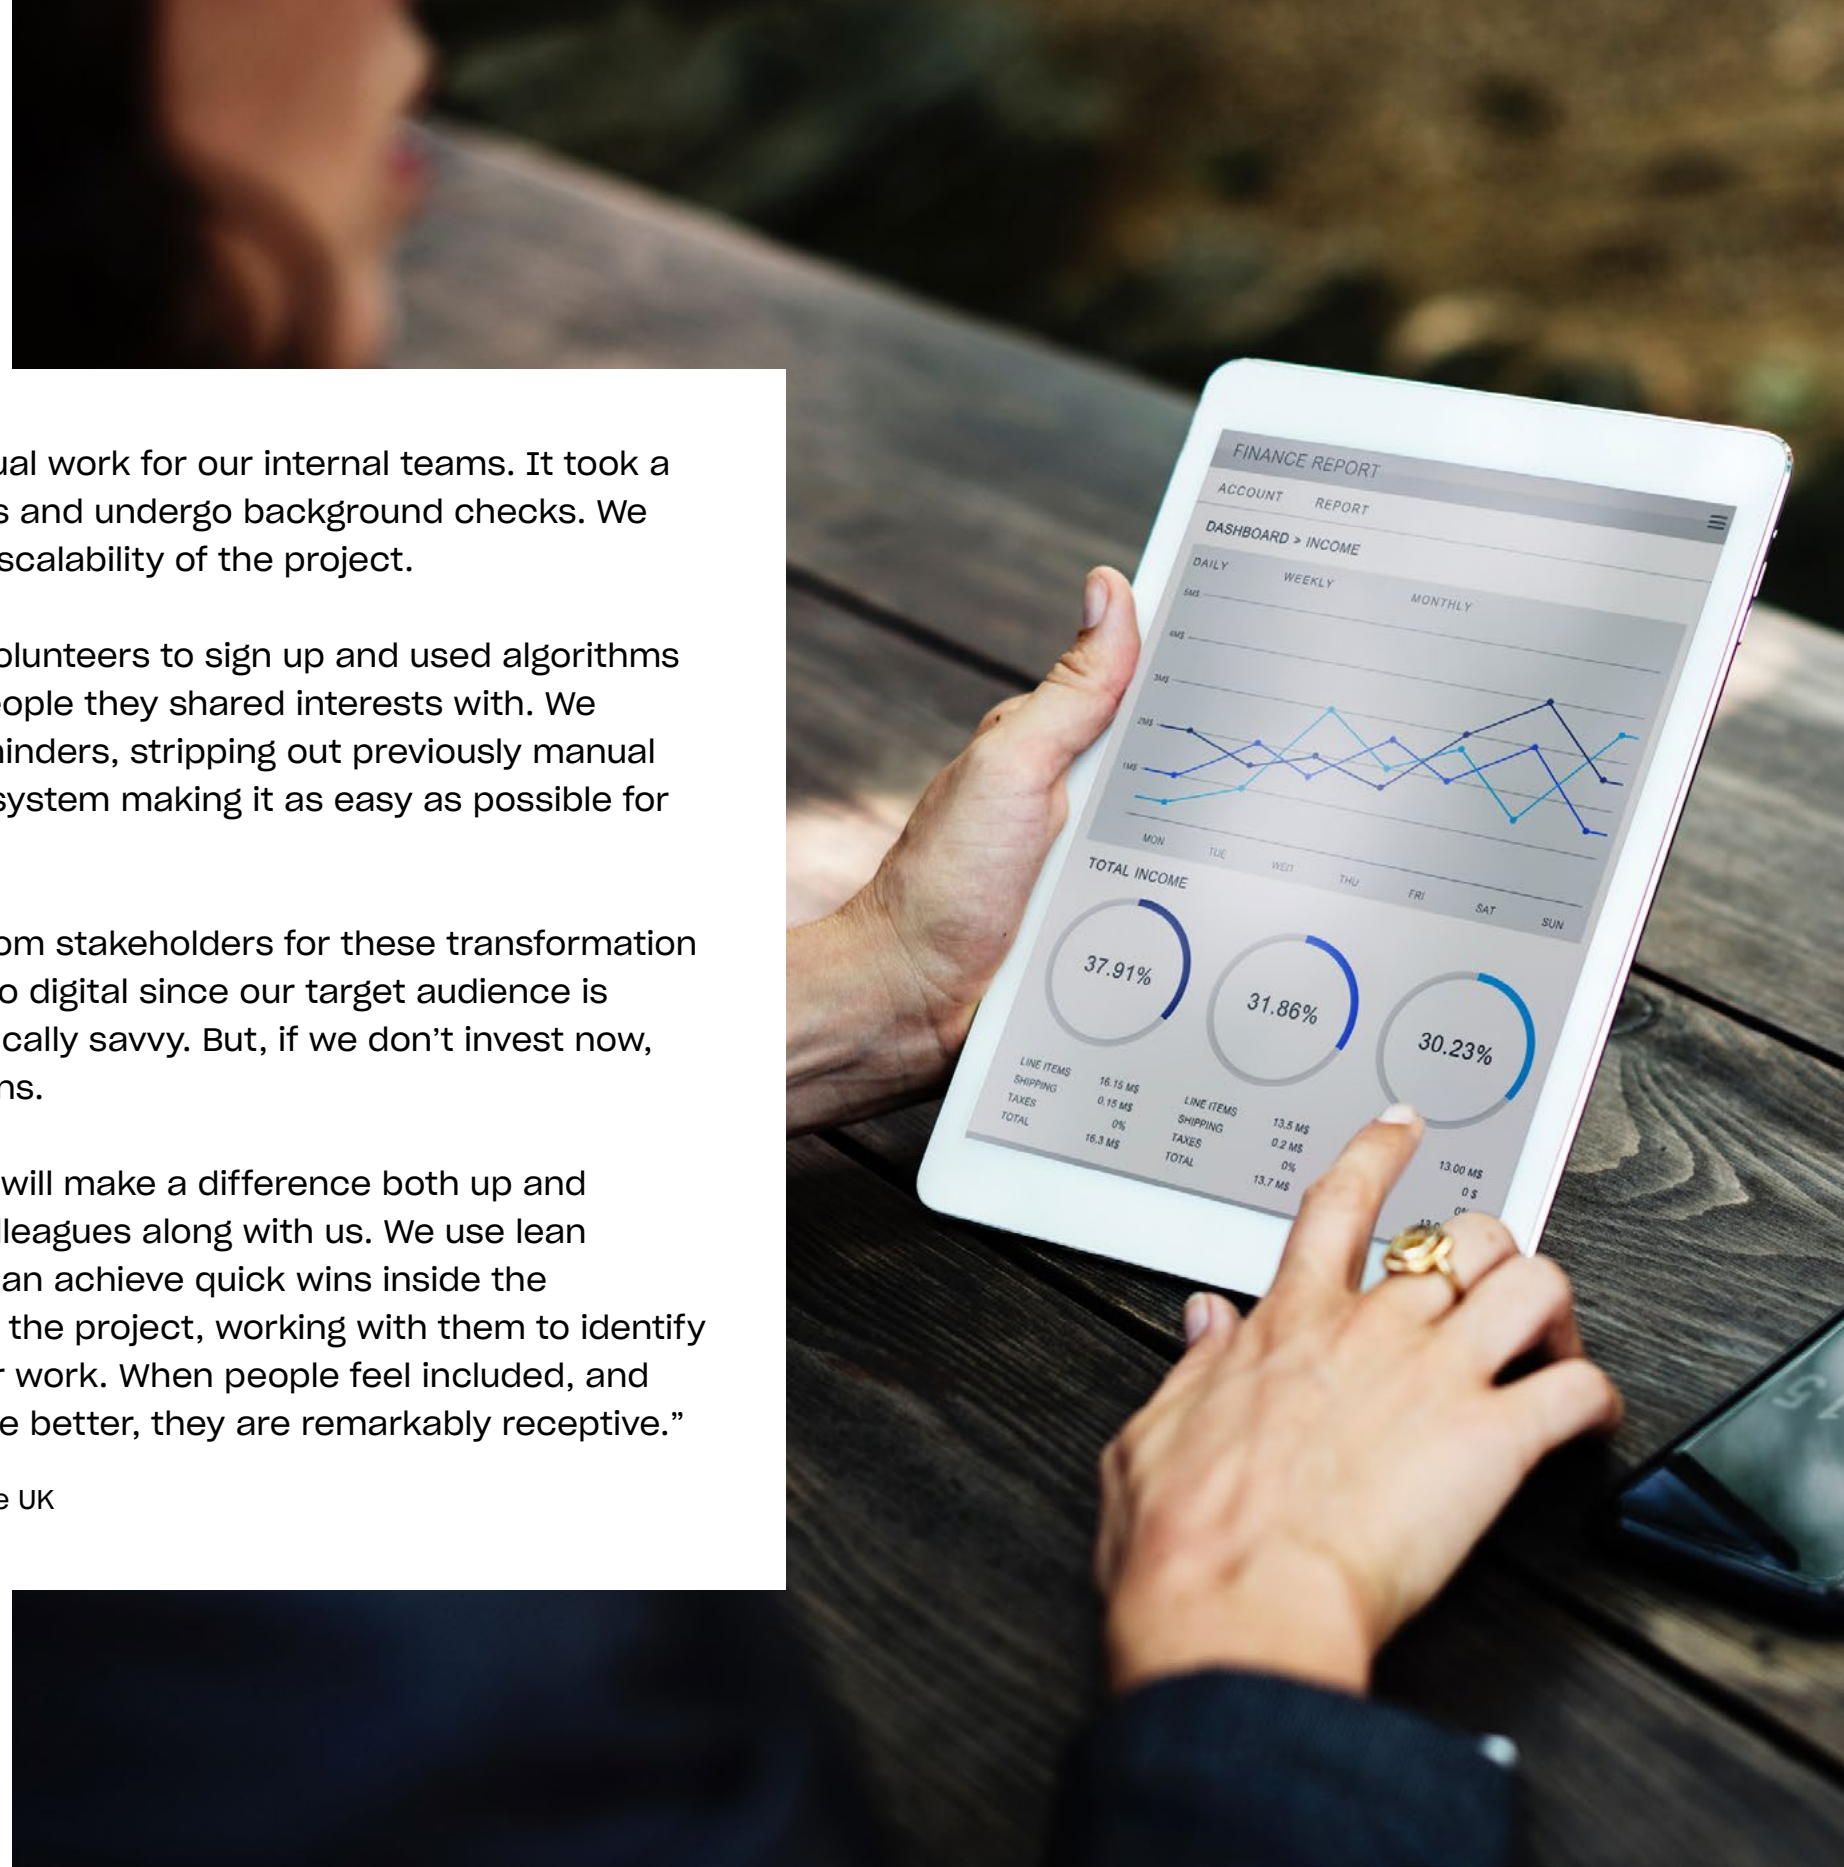 ual work for our internal teams. It took a
s and undergo background checks. We
scalability of the project.
olunteers to sign up and used algorithms
eople they shared interests with. We
minders, stripping out previously manual
system making it as easy as possible for
om stakeholders for these transformation
o digital since our target audience is
cally savvy. But, if we don’t invest now,
ns.
will make a difference both up and
lleagues along with us. We use lean
an achieve quick wins inside the
the project, working with them to identify
r work. When people feel included, and
e better, they are remarkably receptive.”
e UK
FINANCE REPORT
ACCOUNT REPORT
DASHBOARD > INCOME
DAILY WEEKLY MONTHLY
5M$
4M$
3M$
2M$
1M$
MON TUE WED THU FRI SAT SUN
TOTAL INCOME
37.91% 31.86% 30.23%
LINE ITEMS 16.15 M$
SHIPPING 0.15 M$
TAXES 0%
TOTAL 16.3 M$
LINE ITEMS 13.5 M$
SHIPPING 0.2 M$
TAXES 0%
TOTAL 13.7 M$
13.00 M$
0 $